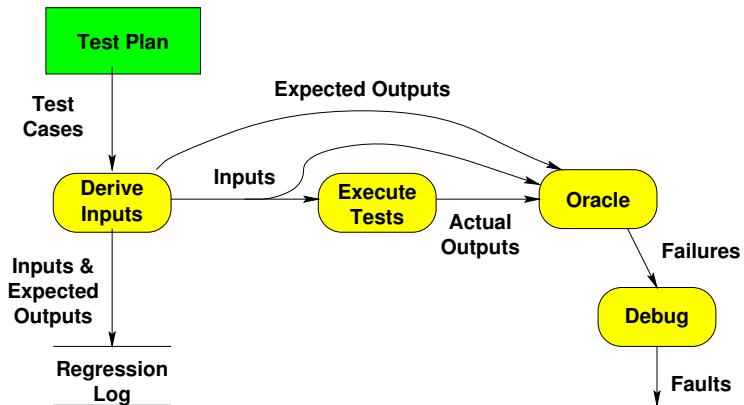 Test Plan
Test
Cases
Expected Outputs
Derive
Inputs
Inputs
Execute
Tests
Actual
Outputs
Oracle
Failures
Inputs &
Expected
Outputs
Debug
Regression
Log
Faults